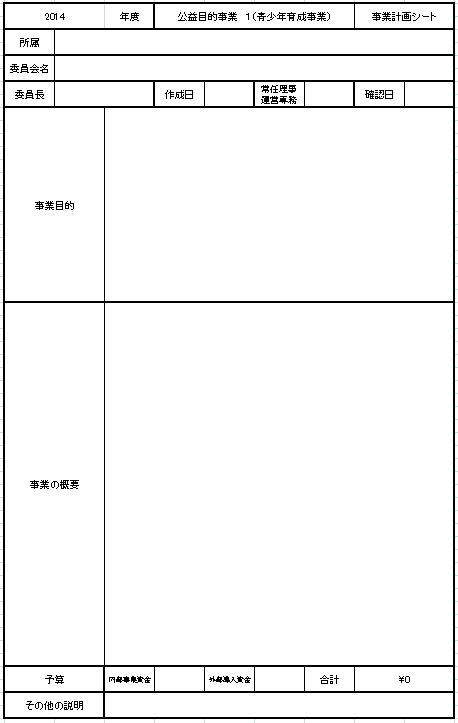 2014 年度 公益目的事業 1(青少年育成事業) 事業計画シート
所属
委員会名
委員長 作成日 常任理事 確認日
運営専務
事業目的
事業の概要
予算 内部事業資金 外部導入資金 合計 ¥0
その他の説明